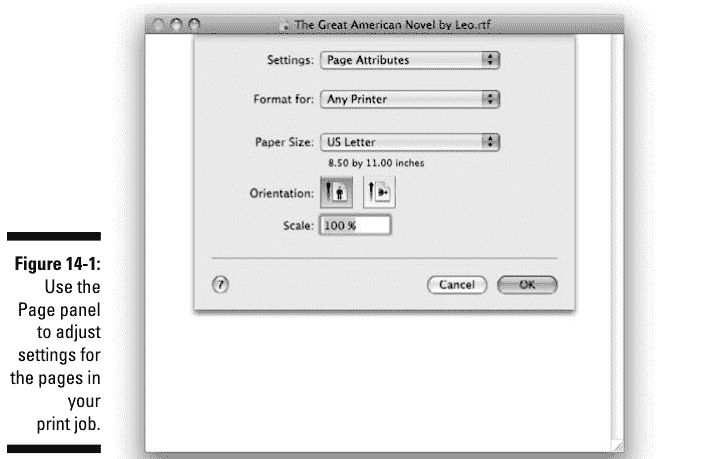 The Great American Novel by Leo.rtf
Settings: Page Attributes
Format for: Any Printer
Paper Size: US Letter
8.50 by 11.00 inches
Orientation:
Scale: 100 %
? Cancel OK
Figure 14-1:
Use the
Page panel
to adjust
settings for
the pages in
your
print job.